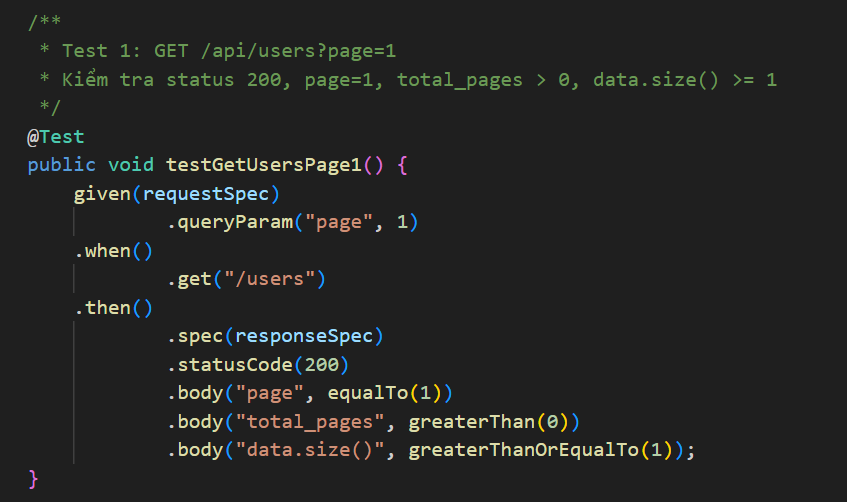 /**
 * Test 1: GET /api/users?page=1
 * Kiểm tra status 200, page=1, total_pages > 0, data.size() >= 1
 */
@Test
public void testGetUsersPage1() {
    given(requestSpec)
            .queryParam("page", 1)
    .when()
            .get("/users")
    .then()
            .spec(responseSpec)
            .statusCode(200)
            .body("page", equalTo(1))
            .body("total_pages", greaterThan(0))
            .body("data.size()", greaterThanOrEqualTo(1));
}